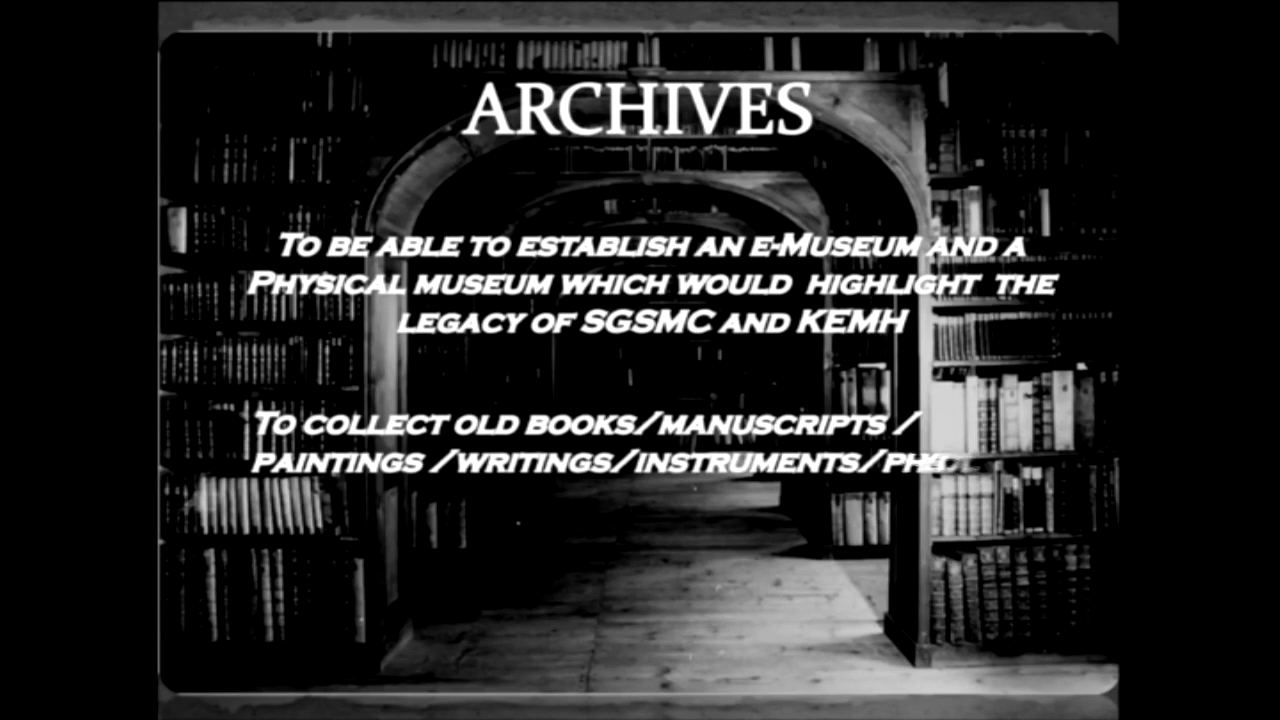 ARCHIVES
To be able to establish an e-Museum and a
Physical museum which would highlight the
legacy of SGSMC and KEMH
To collect old books/manuscripts /
paintings /writings/instruments/